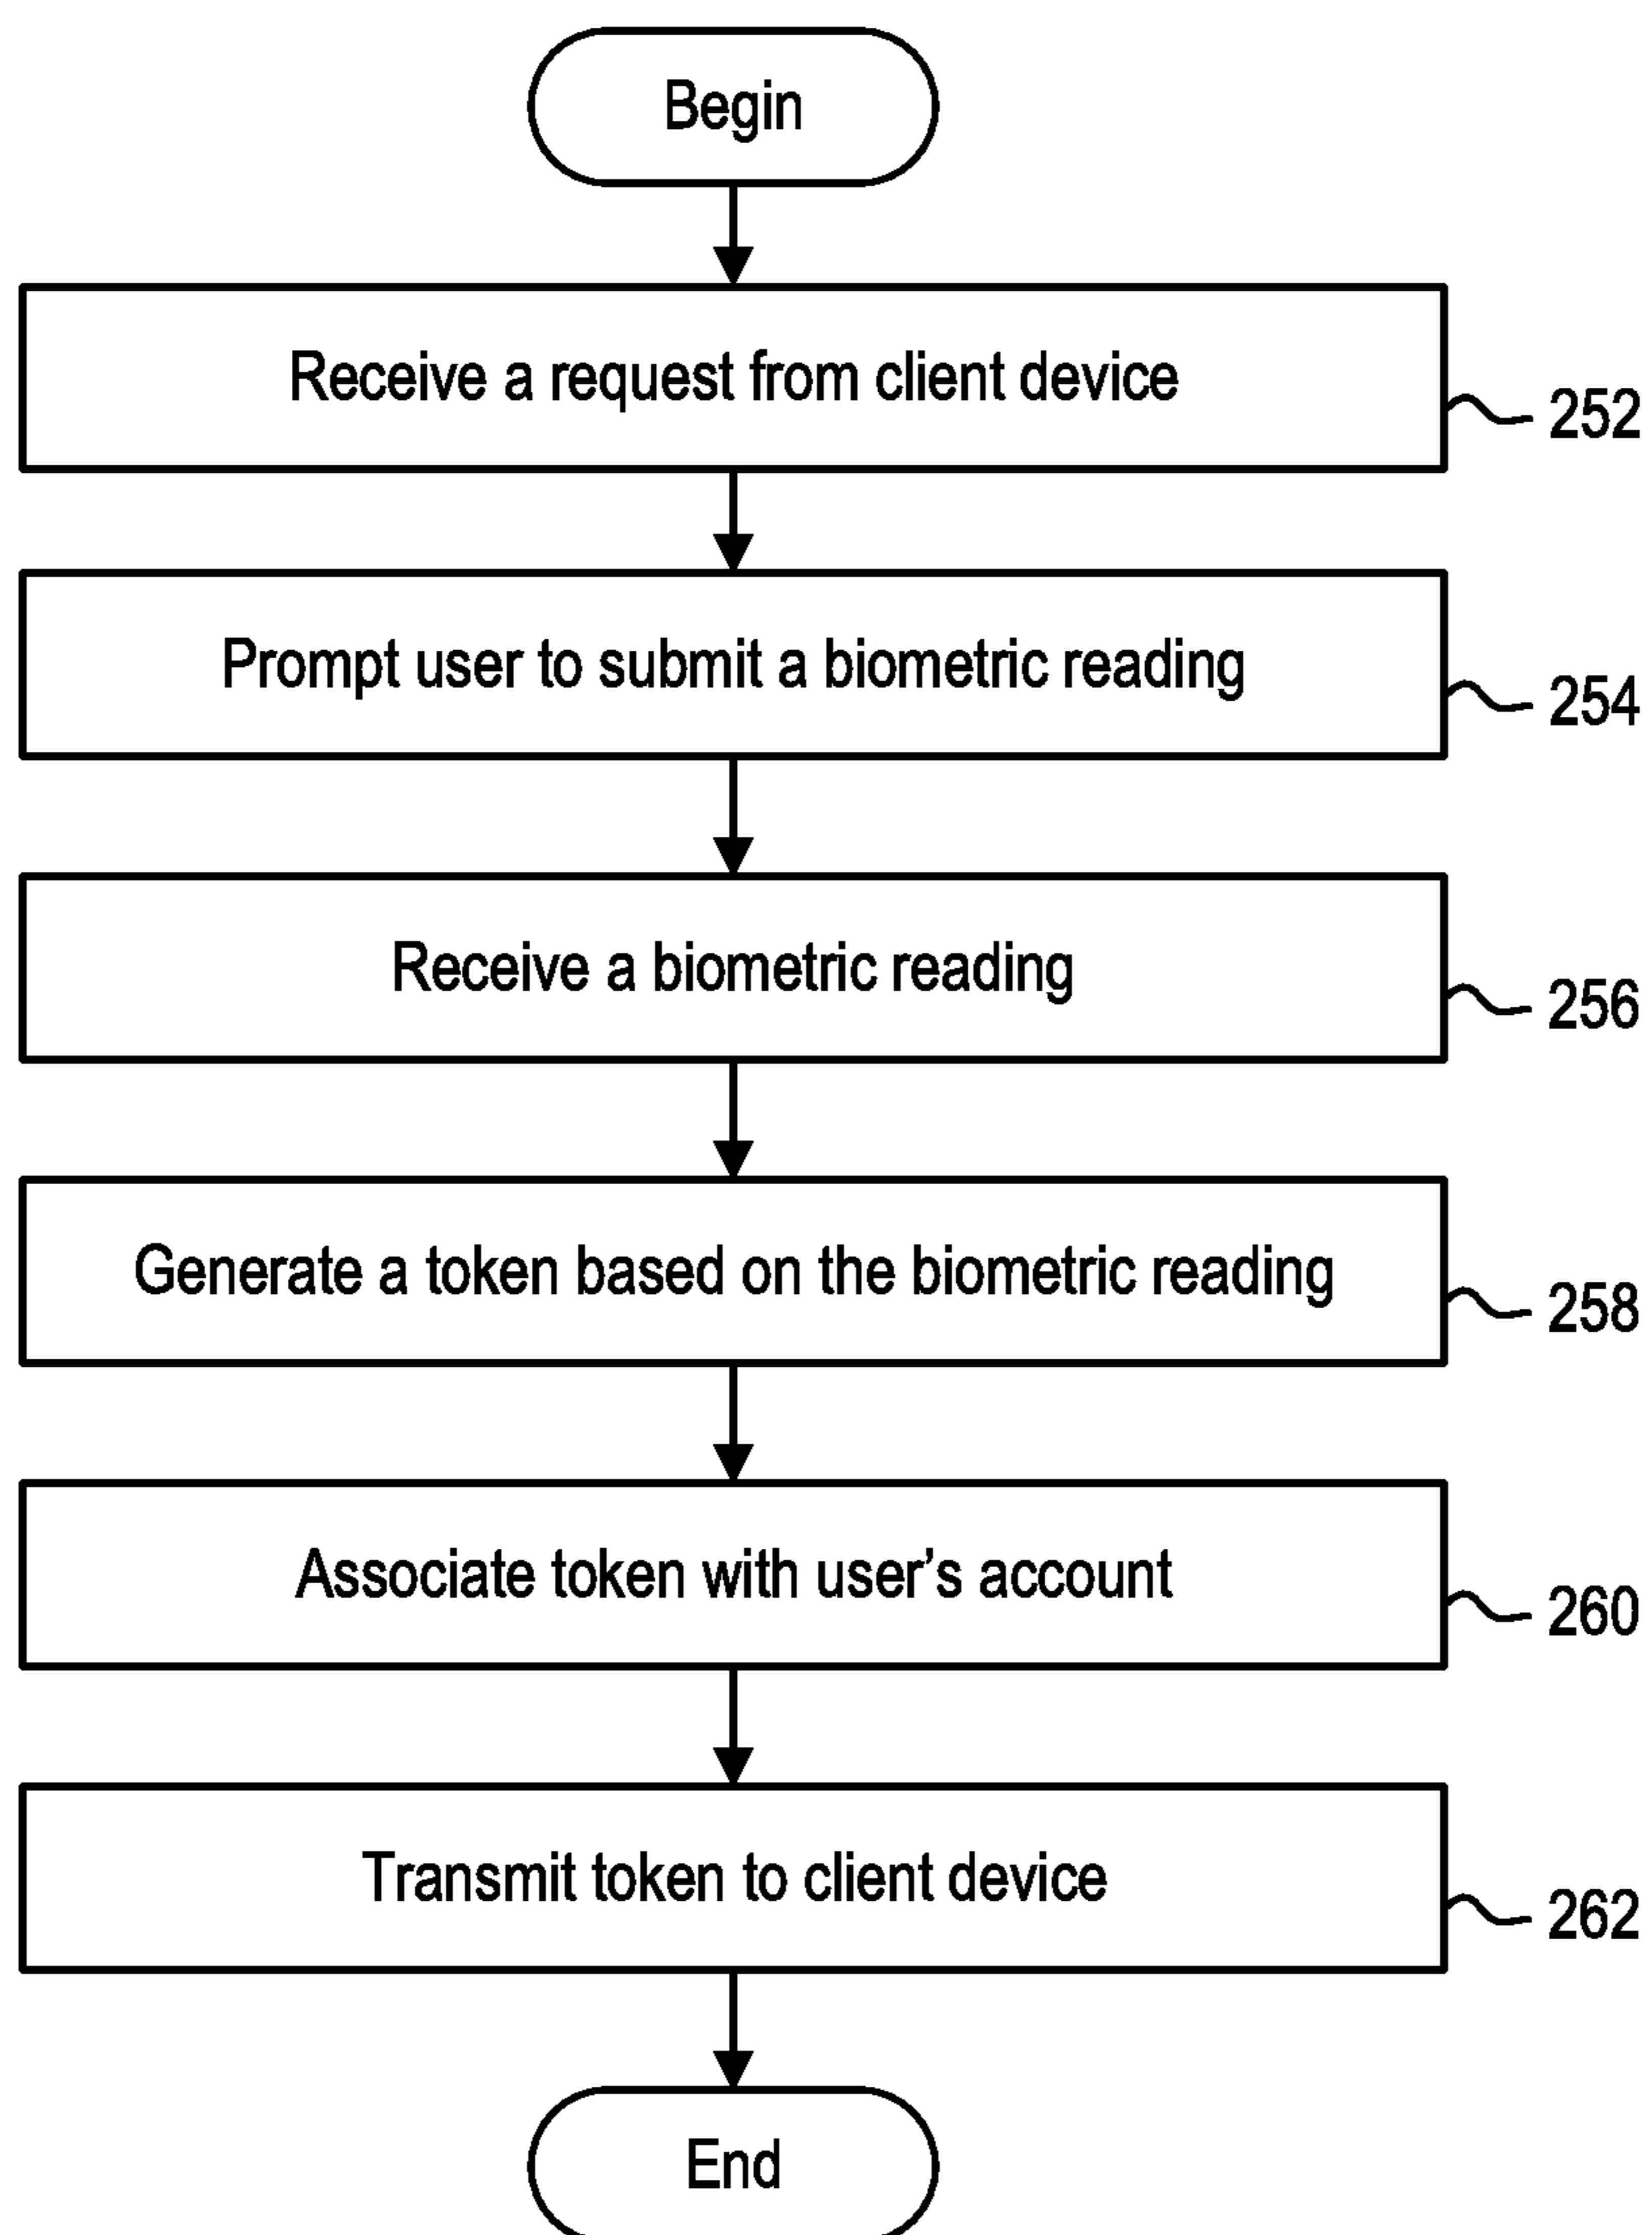 Begin
Receive a request from client device
252
Prompt user to submit a biometric reading
254
Receive a biometric reading
256
Generate a token based on the biometric reading
258
Associate token with user’s account
260
Transmit token to client device
262
End